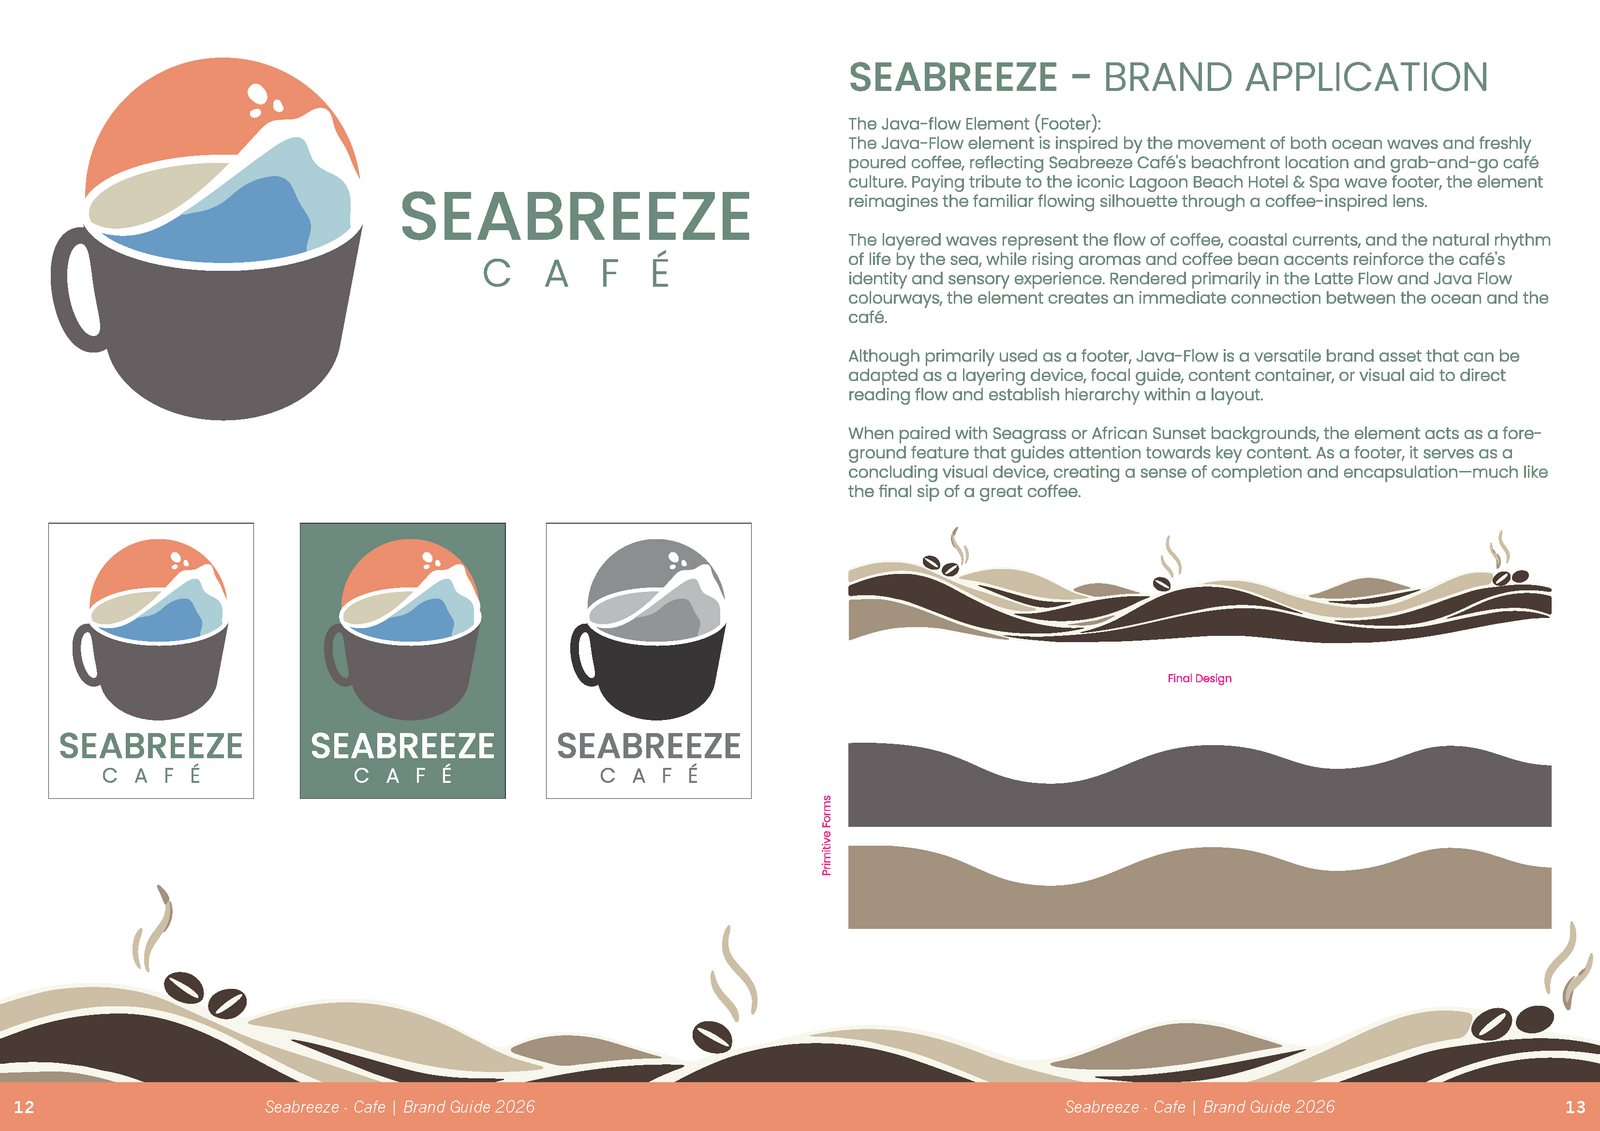 SEABREEZE
CAFÉ
SEABREEZE
CAFÉ
SEABREEZE
CAFÉ
SEABREEZE
CAFÉ
12
Seabreeze - Cafe | Brand Guide 2026
SEABREEZE – BRAND APPLICATION
The Java-flow Element (Footer):
The Java-Flow element is inspired by the movement of both ocean waves and freshly
poured coffee, reflecting Seabreeze Café's beachfront location and grab-and-go café
culture. Paying tribute to the iconic Lagoon Beach Hotel & Spa wave footer, the element
reimagines the familiar flowing silhouette through a coffee-inspired lens.
The layered waves represent the flow of coffee, coastal currents, and the natural rhythm
of life by the sea, while rising aromas and coffee bean accents reinforce the café's
identity and sensory experience. Rendered primarily in the Latte Flow and Java Flow
colourways, the element creates an immediate connection between the ocean and the
café.
Although primarily used as a footer, Java-Flow is a versatile brand asset that can be
adapted as a layering device, focal guide, content container, or visual aid to direct
reading flow and establish hierarchy within a layout.
When paired with Seagrass or African Sunset backgrounds, the element acts as a fore-
ground feature that guides attention towards key content. As a footer, it serves as a
concluding visual device, creating a sense of completion and encapsulation—much like
the final sip of a great coffee.
Final Design
Primitive Forms
Seabreeze - Cafe | Brand Guide 2026
13